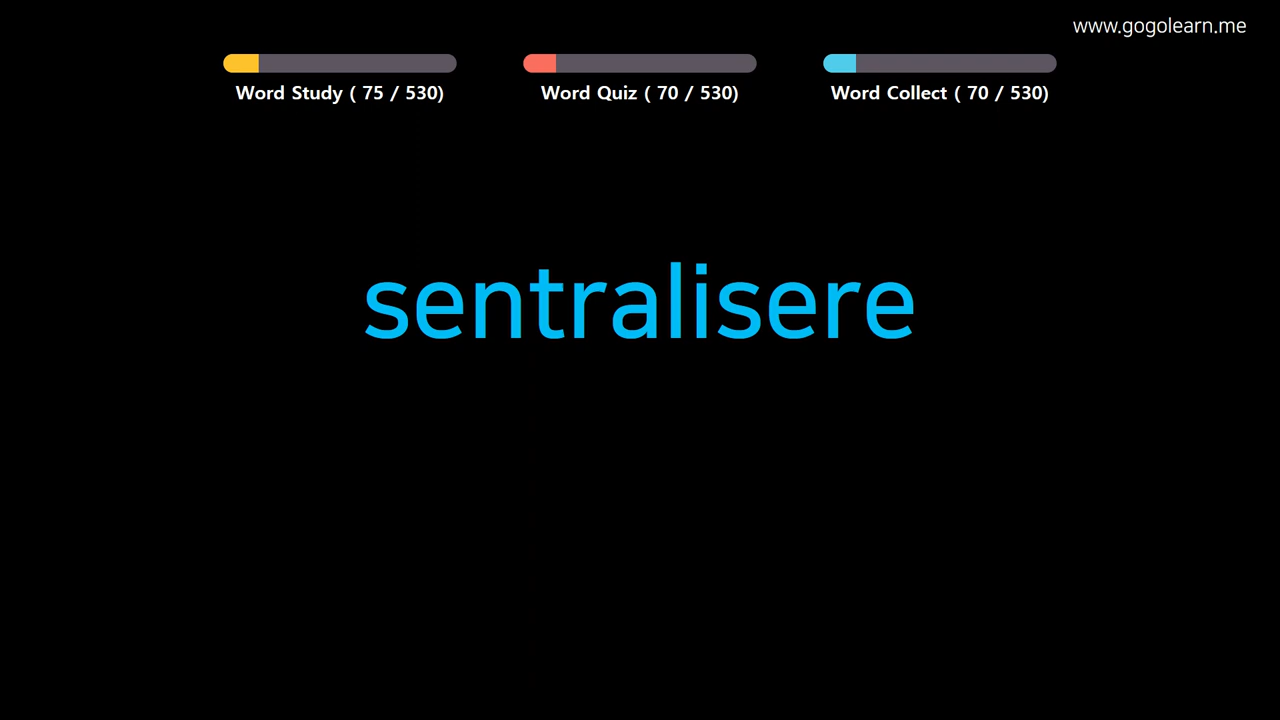 www.gogolearn.me
Word Study ( 75 / 530)
Word Quiz ( 70 / 530)
Word Collect ( 70 / 530)
sentralisere